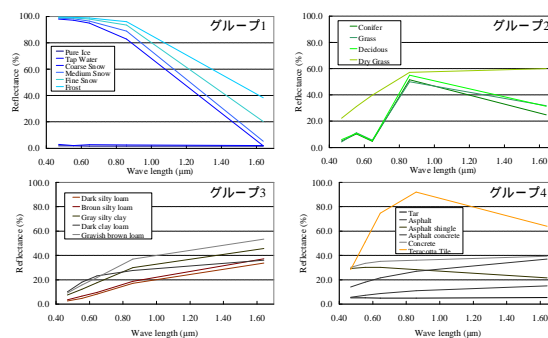 グループ1
Reflectance (%)
100.0
80.0
60.0
40.0
20.0
0.0
Pure Ice
Tap Water
Coarse Snow
Medium Snow
Fine Snow
Frost
0.40 0.60 0.80 1.00 1.20 1.40 1.60
Wave length (μm)
グループ2
Reflectance (%)
100.0
80.0
60.0
40.0
20.0
0.0
Conifer
Grass
Decidous
Dry Grass
0.40 0.60 0.80 1.00 1.20 1.40 1.60
Wave length (μm)
グループ3
Reflectance (%)
100.0
80.0
60.0
40.0
20.0
0.0
Dark silty loam
Broun silty loam
Gray silty clay
Dark clay loam
Grayish brown loam
0.40 0.60 0.80 1.00 1.20 1.40 1.60
Wave length (μm)
グループ4
Reflectance (%)
100.0
80.0
60.0
40.0
20.0
0.0
Tar
Asphalt
Asphalt shingle
Asphalt concrete
Concrete
Teracotta Tile
0.40 0.60 0.80 1.00 1.20 1.40 1.60
Wave length (μm)